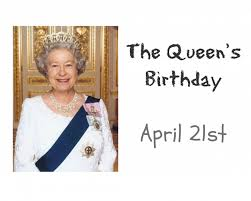 The Queen's
Birthday
April 21st